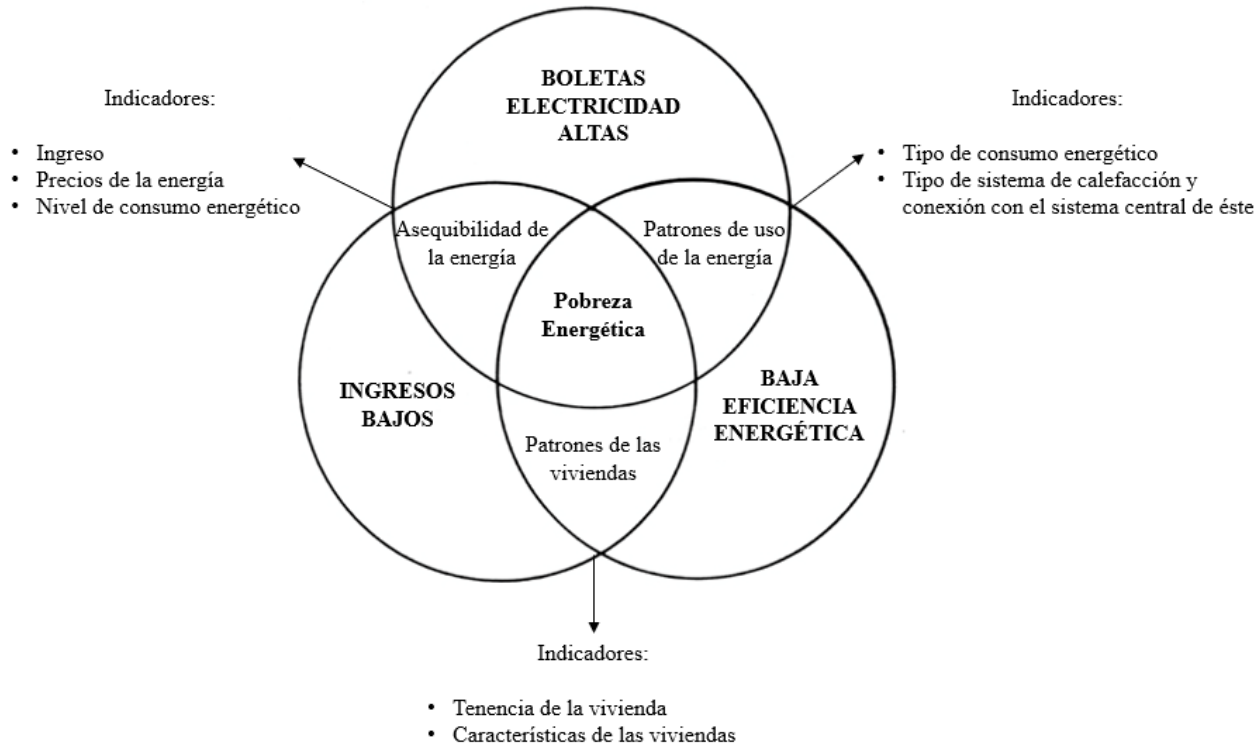 BOLETAS
ELECTRICIDAD
ALTAS
Indicadores:
• Ingreso
• Precios de la energía
• Nivel de consumo energético
Indicadores:
• Tipo de consumo energético
• Tipo de sistema de calefacción y
conexión con el sistema central de éste
Asequibilidad de
la energía
Patrones de uso
de la energía
Pobreza
Energética
INGRESOS
BAJOS
BAJA
EFICIENCIA
ENERGÉTICA
Patrones de las
viviendas
Indicadores:
• Tenencia de la vivienda
• Características de las viviendas